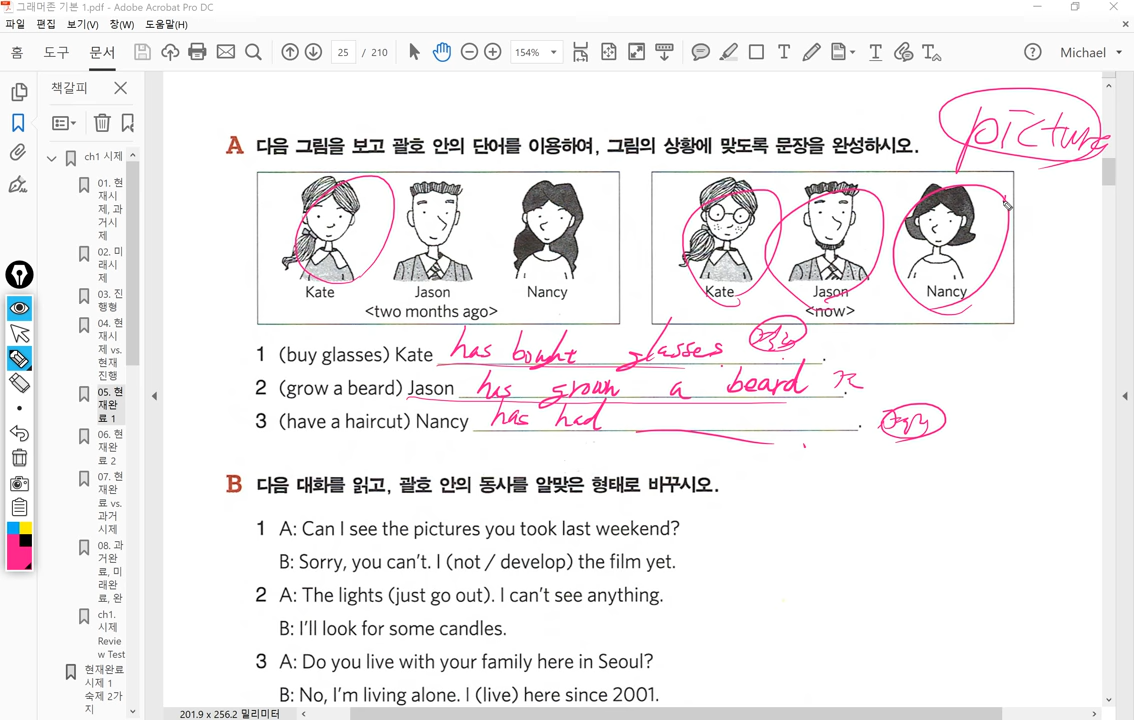 그래머존 기본 1.pdf - Adobe Acrobat Pro DC
파일 편집 보기(V) 창(W) 도움말(H)
홈 도구 문서 25 / 210 154% Michael
책갈피
ch1 시제
01. 현재시제, 과거시제
02. 미래시제
03. 진행형
04. 현재시제 vs. 현재진행
05. 현재완료 1
06. 현재완료 2
07. 현재완료 vs. 과거시제
08. 과거완료, 미래완료, 완
ch1. 시제 Review Test
현재완료시제 1 숙제 2가지
picture
A 다음 그림을 보고 괄호 안의 단어를 이용하여, 그림의 상황에 맞도록 문장을 완성하시오.
Kate Jason Nancy
<two months ago>
Kate Jason Nancy
<now>
1 (buy glasses) Kate has bought glasses .
2 (grow a beard) Jason has grown a beard .
3 (have a haircut) Nancy has had .
B 다음 대화를 읽고, 괄호 안의 동사를 알맞은 형태로 바꾸시오.
1 A: Can I see the pictures you took last weekend?
B: Sorry, you can't. I (not / develop) the film yet.
2 A: The lights (just go out). I can't see anything.
B: I'll look for some candles.
3 A: Do you live with your family here in Seoul?
B: No, I'm living alone. I (live) here since 2001.
201.9 x 256.2 밀리미터